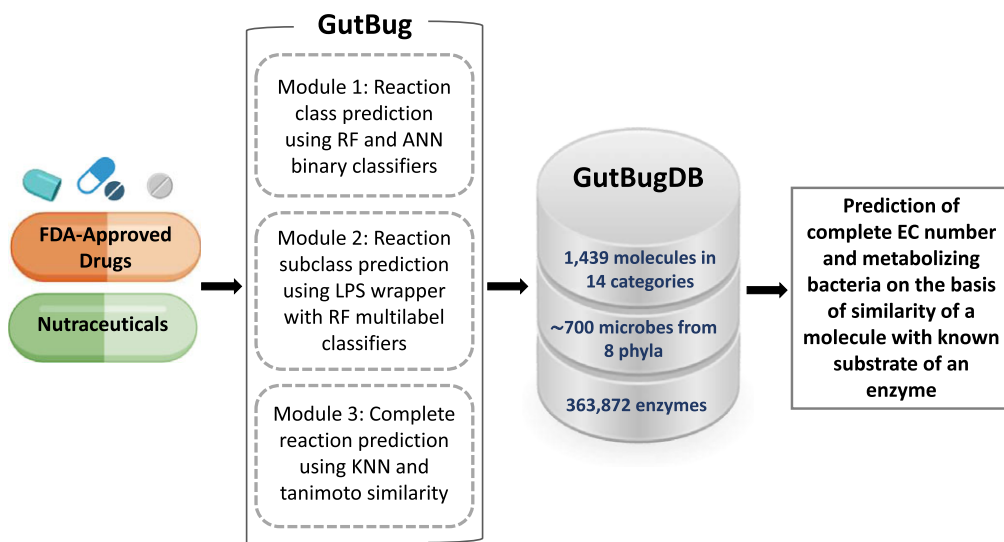 GutBug
Module 1: Reaction
class prediction
using RF and ANN
binary classifiers
FDA-Approved
Drugs
Nutraceuticals
Module 2: Reaction
subclass prediction
using LPS wrapper
with RF multilabel
classifiers
Module 3: Complete
reaction prediction
using KNN and
tanimoto similarity
GutBugDB
1,439 molecules in
14 categories
~700 microbes from
8 phyla
363,872 enzymes
Prediction of
complete EC number
and metabolizing
bacteria on the basis
of similarity of a
molecule with known
substrate of an
enzyme